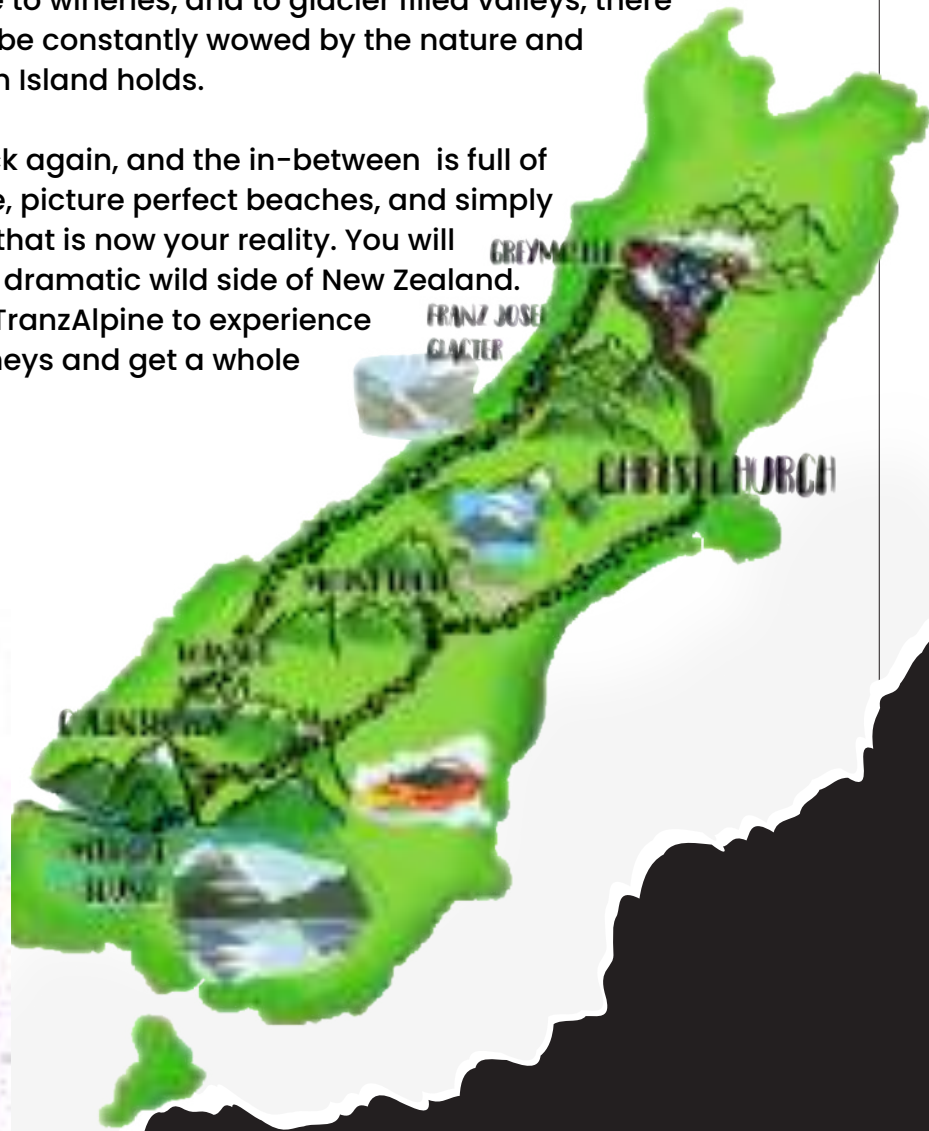 e to wineries, and to glacier filled valleys, there
be constantly wowed by the nature and
h Island holds.
ck again, and the in-between is full of
e, picture perfect beaches, and simply
that is now your reality. You will
dramatic wild side of New Zealand.
TranzAlpine to experience
neys and get a whole
FRANZ JOSE
GLACIER
CHRISTCHURCH